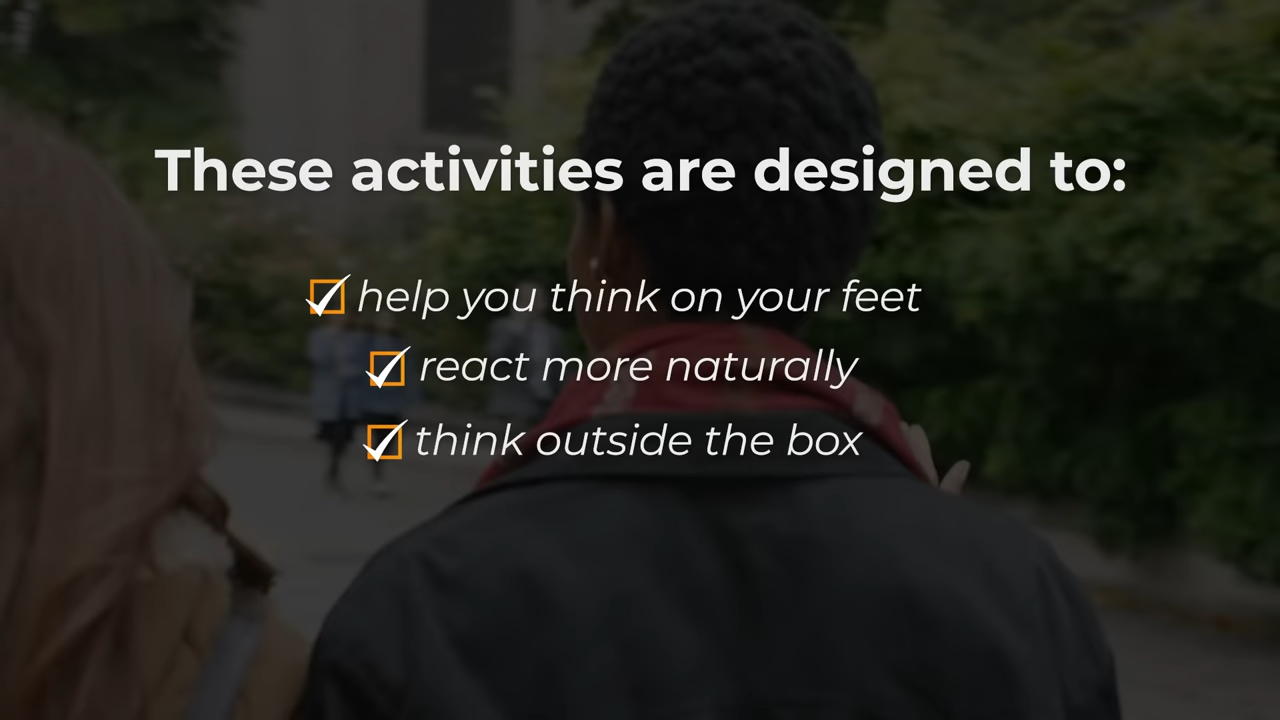 These activities are designed to:
help you think on your feet
react more naturally
think outside the box